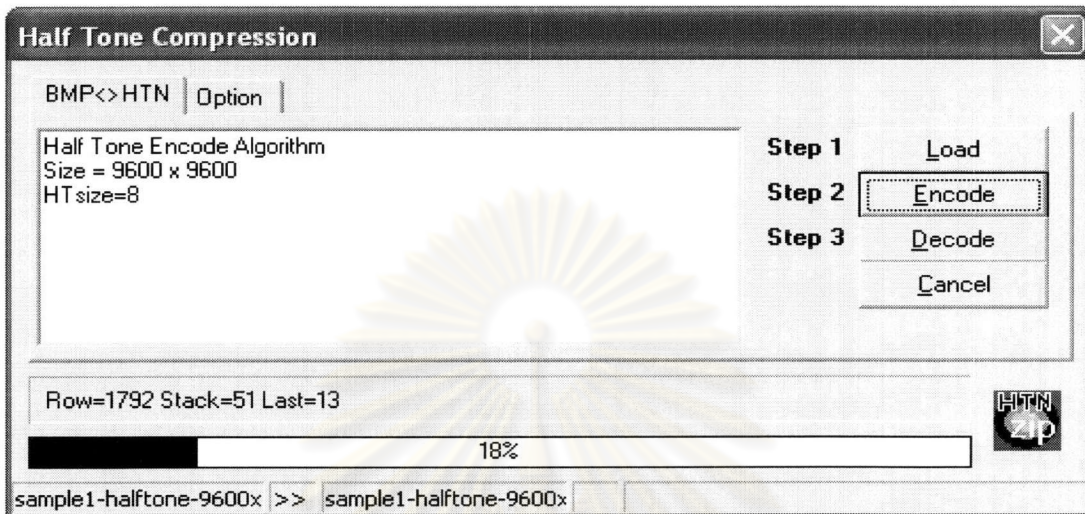 Half Tone Compression
BMP<>HTN Option
Half Tone Encode Algorithm
Size = 9600 x 9600
HTsize=8
Step 1 Load
Step 2 Encode
Step 3 Decode
Cancel
Row=1792 Stack=51 Last=13
HTN
zip
18%
sample1-halftone-9600x >> sample1-halftone-9600x